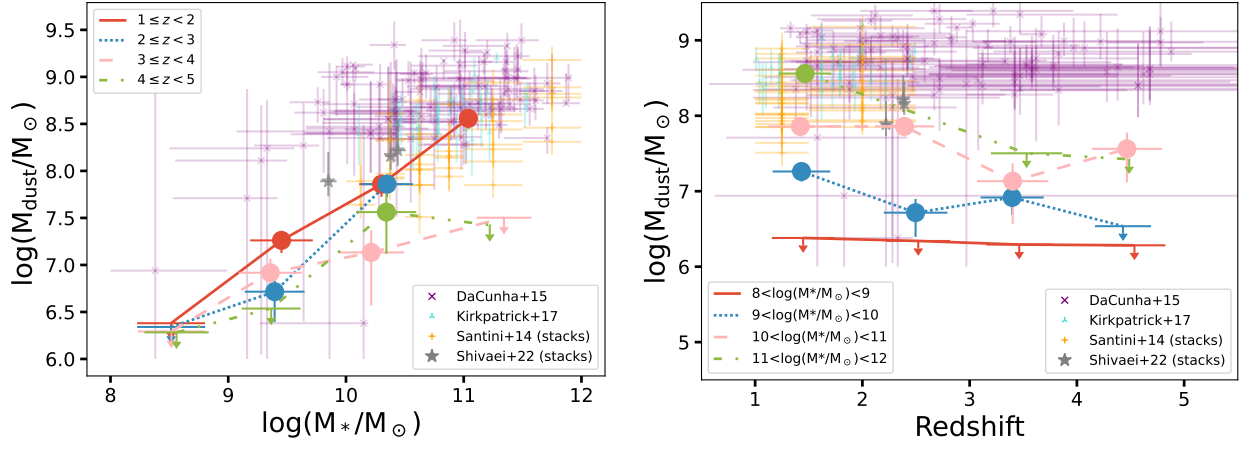 1 ≤ z < 2
2 ≤ z < 3
3 ≤ z < 4
4 ≤ z < 5
DaCunha+15
Kirkpatrick+17
Santini+14 (stacks)
Shivaei+22 (stacks)
9.5
9.0
8.5
8.0
7.5
7.0
6.5
6.0
log(M_dust/M_⊙)
8
9
10
11
12
log(M_*/M_⊙)
9
8
7
6
5
log(M_dust/M_⊙)
8<log(M*/M_⊙)<9
9<log(M*/M_⊙)<10
10<log(M*/M_⊙)<11
11<log(M*/M_⊙)<12
DaCunha+15
Kirkpatrick+17
Santini+14 (stacks)
Shivaei+22 (stacks)
1
2
3
4
5
Redshift